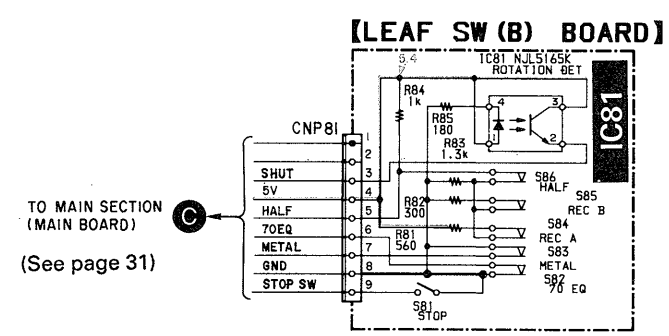 【LEAF SW (B) BOARD】
5.4
IC81 NJL5165K
ROTATION DET
R84
1k
4
3
IC81
R85
180
1
2
R83
1.3k
CNP81
1
2
SHUT
3
5V
4
TO MAIN SECTION
(MAIN BOARD)
C
HALF
5
70EQ
6
METAL
7
(See page 31)
GND
8
STOP SW
9
S86
HALF
R82
300
S85
REC B
S84
REC A
R81
560
S83
METAL
S82
70 EQ
S81
STOP